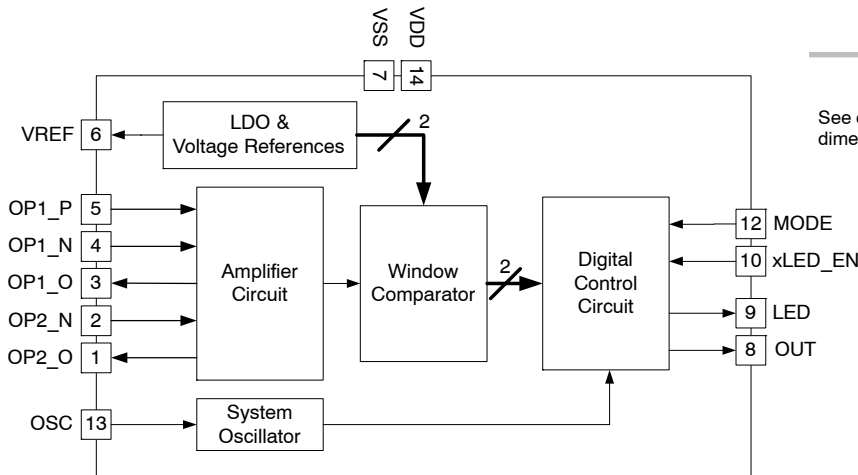 VSS
VDD
7
14
See
dime
VREF
6
LDO &
Voltage References
2
OP1_P
5
OP1_N
4
OP1_O
3
OP2_N
2
OP2_O
1
Amplifier
Circuit
Window
Comparator
2
Digital
Control
Circuit
12
MODE
10
xLED_EN
9
LED
8
OUT
OSC
13
System
Oscillator